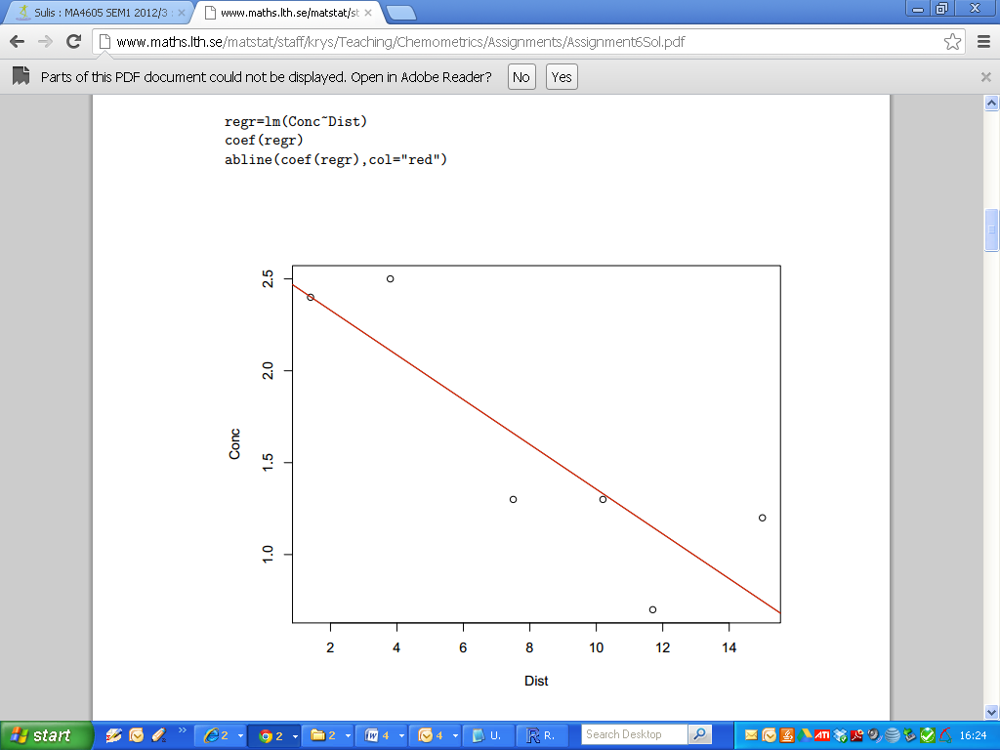 Sulis : MA4605 SEM1 2012/3 :
www.maths.lth.se/matstat/st
www.maths.lth.se/matstat/staff/krys/Teaching/Chemometrics/Assignments/Assignment6Sol.pdf
Parts of this PDF document could not be displayed. Open in Adobe Reader? No Yes
regr=lm(Conc~Dist)
coef(regr)
abline(coef(regr),col="red")
2.5
2.0
1.5
1.0
Conc
2 4 6 8 10 12 14
Dist
start » 2 2 2 4 4 U. R. Search Desktop ATI 16:24